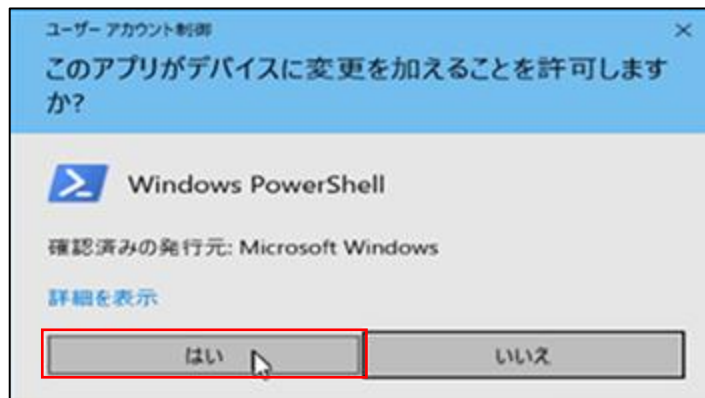 ユーザー アカウント制御
このアプリがデバイスに変更を加えることを許可します
か?
Windows PowerShell
確認済みの発行元: Microsoft Windows
詳細を表示
はい
いいえ